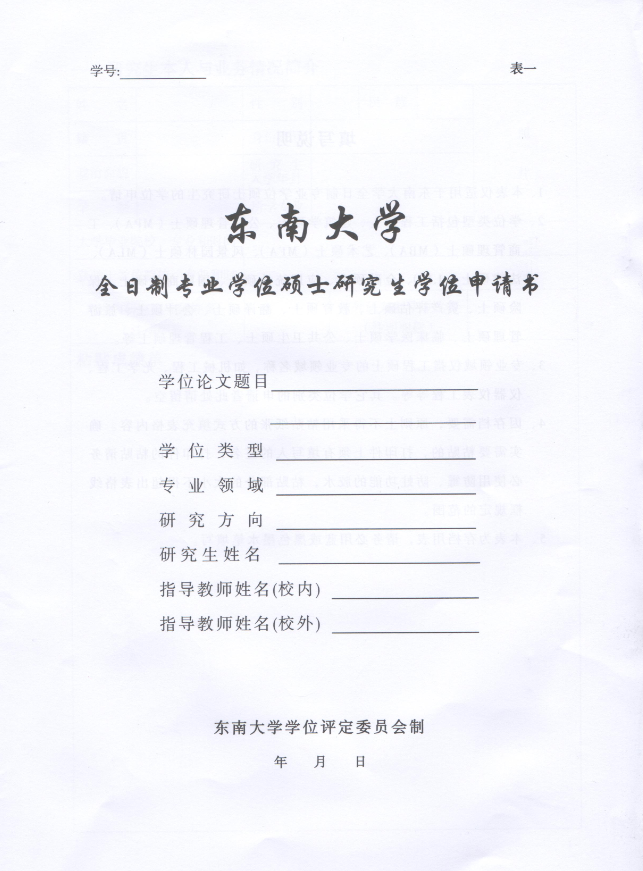 学号:
表一
东南大学
全日制专业学位硕士研究生学位申请书
学位论文题目
学位类型
专业领域
研究方向
研究生姓名
指导教师姓名(校内)
指导教师姓名(校外)
东南大学学位评定委员会制
年 月 日